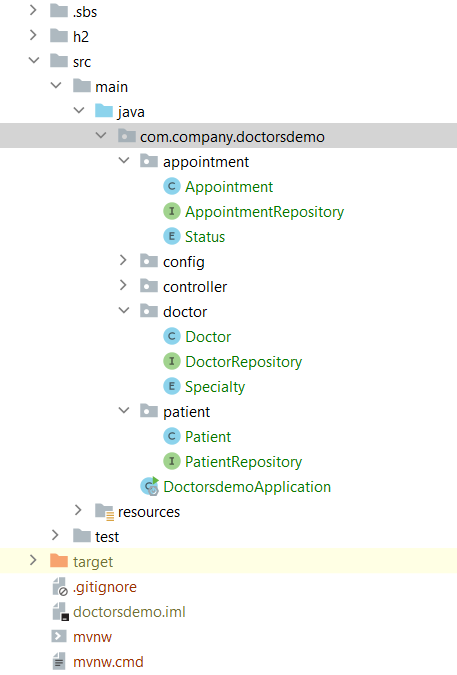 .sbs
h2
src
main
java
com.company.doctorsdemo
appointment
C Appointment
I AppointmentRepository
E Status
config
controller
doctor
C Doctor
I DoctorRepository
E Specialty
patient
C Patient
I PatientRepository
DoctorsdemoApplication
resources
test
target
.gitignore
doctorsdemo.iml
mvnw
mvnw.cmd